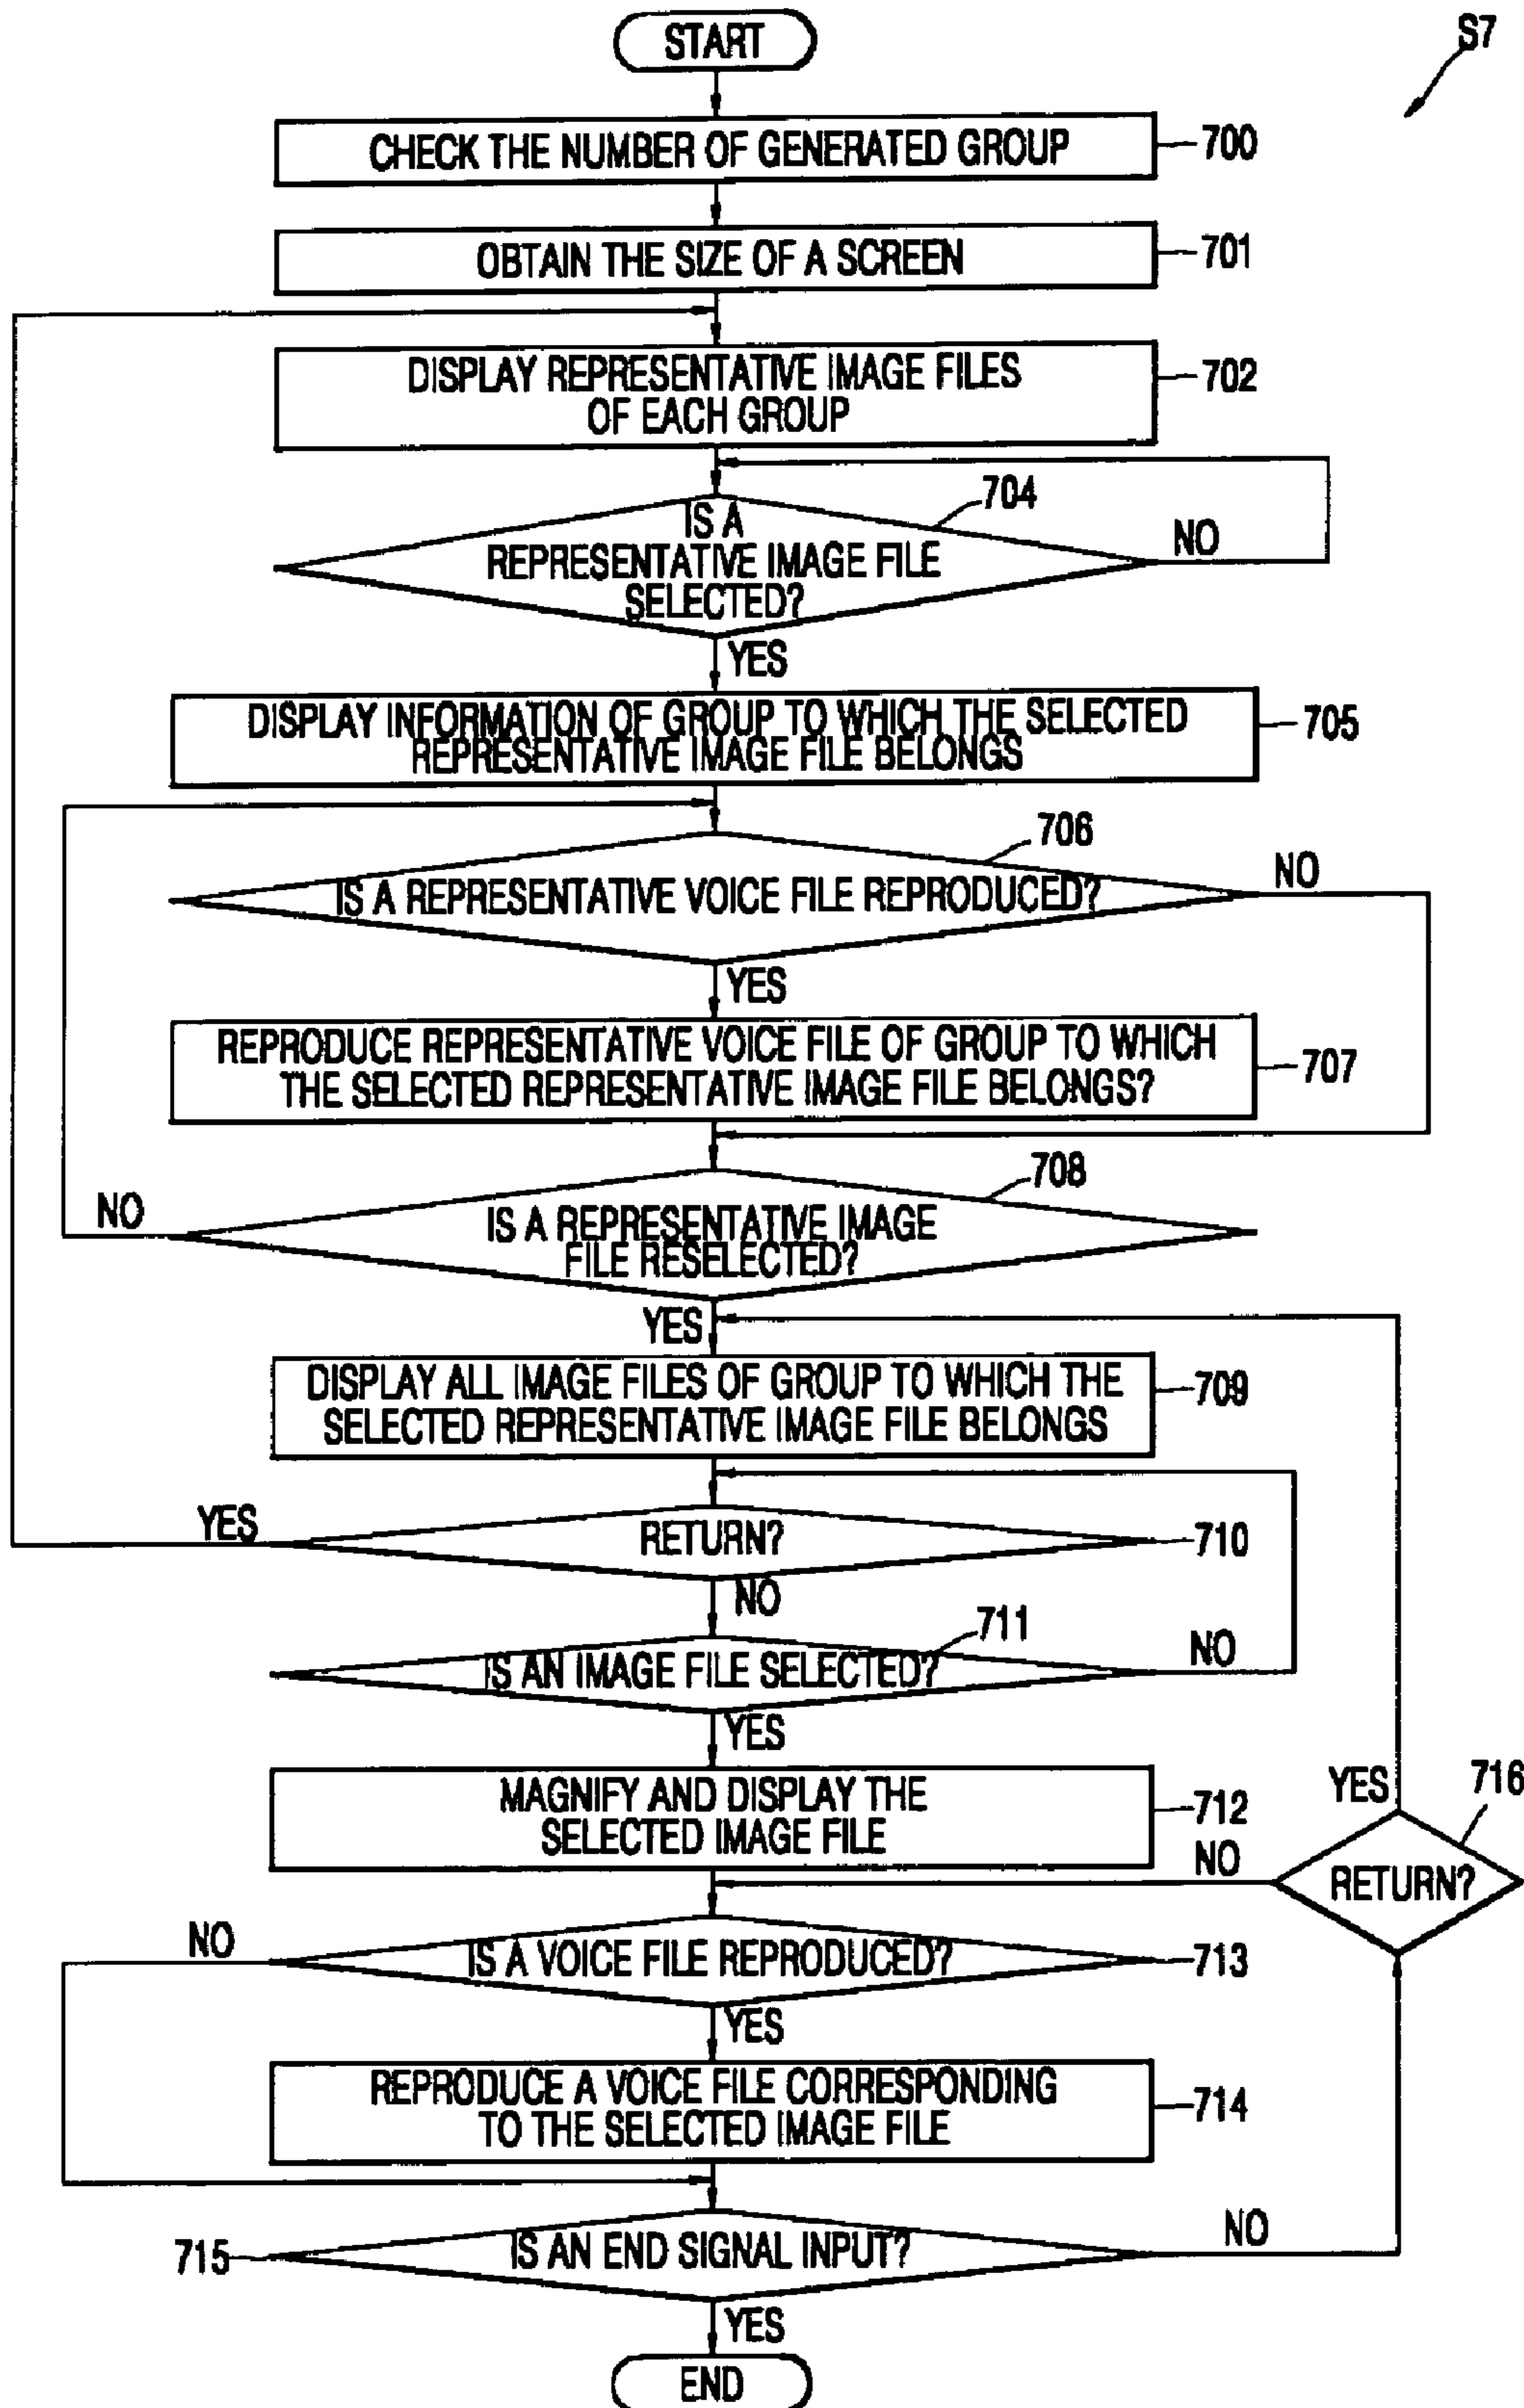 START
S7
CHECK THE NUMBER OF GENERATED GROUP
700
OBTAIN THE SIZE OF A SCREEN
701
DISPLAY REPRESENTATIVE IMAGE FILES
OF EACH GROUP
702
IS A
REPRESENTATIVE IMAGE FILE
SELECTED?
704
NO
YES
DISPLAY INFORMATION OF GROUP TO WHICH THE SELECTED
REPRESENTATIVE IMAGE FILE BELONGS
705
706
IS A REPRESENTATIVE VOICE FILE REPRODUCED?
NO
YES
REPRODUCE REPRESENTATIVE VOICE FILE OF GROUP TO WHICH
THE SELECTED REPRESENTATIVE IMAGE FILE BELONGS?
707
708
NO
IS A REPRESENTATIVE IMAGE
FILE RESELECTED?
YES
DISPLAY ALL IMAGE FILES OF GROUP TO WHICH THE
SELECTED REPRESENTATIVE IMAGE FILE BELONGS
709
YES
RETURN?
710
NO
711
IS AN IMAGE FILE SELECTED?
NO
YES
MAGNIFY AND DISPLAY THE
SELECTED IMAGE FILE
712
YES
716
NO
RETURN?
NO
IS A VOICE FILE REPRODUCED?
713
YES
REPRODUCE A VOICE FILE CORRESPONDING
TO THE SELECTED IMAGE FILE
714
715
IS AN END SIGNAL INPUT?
NO
YES
END